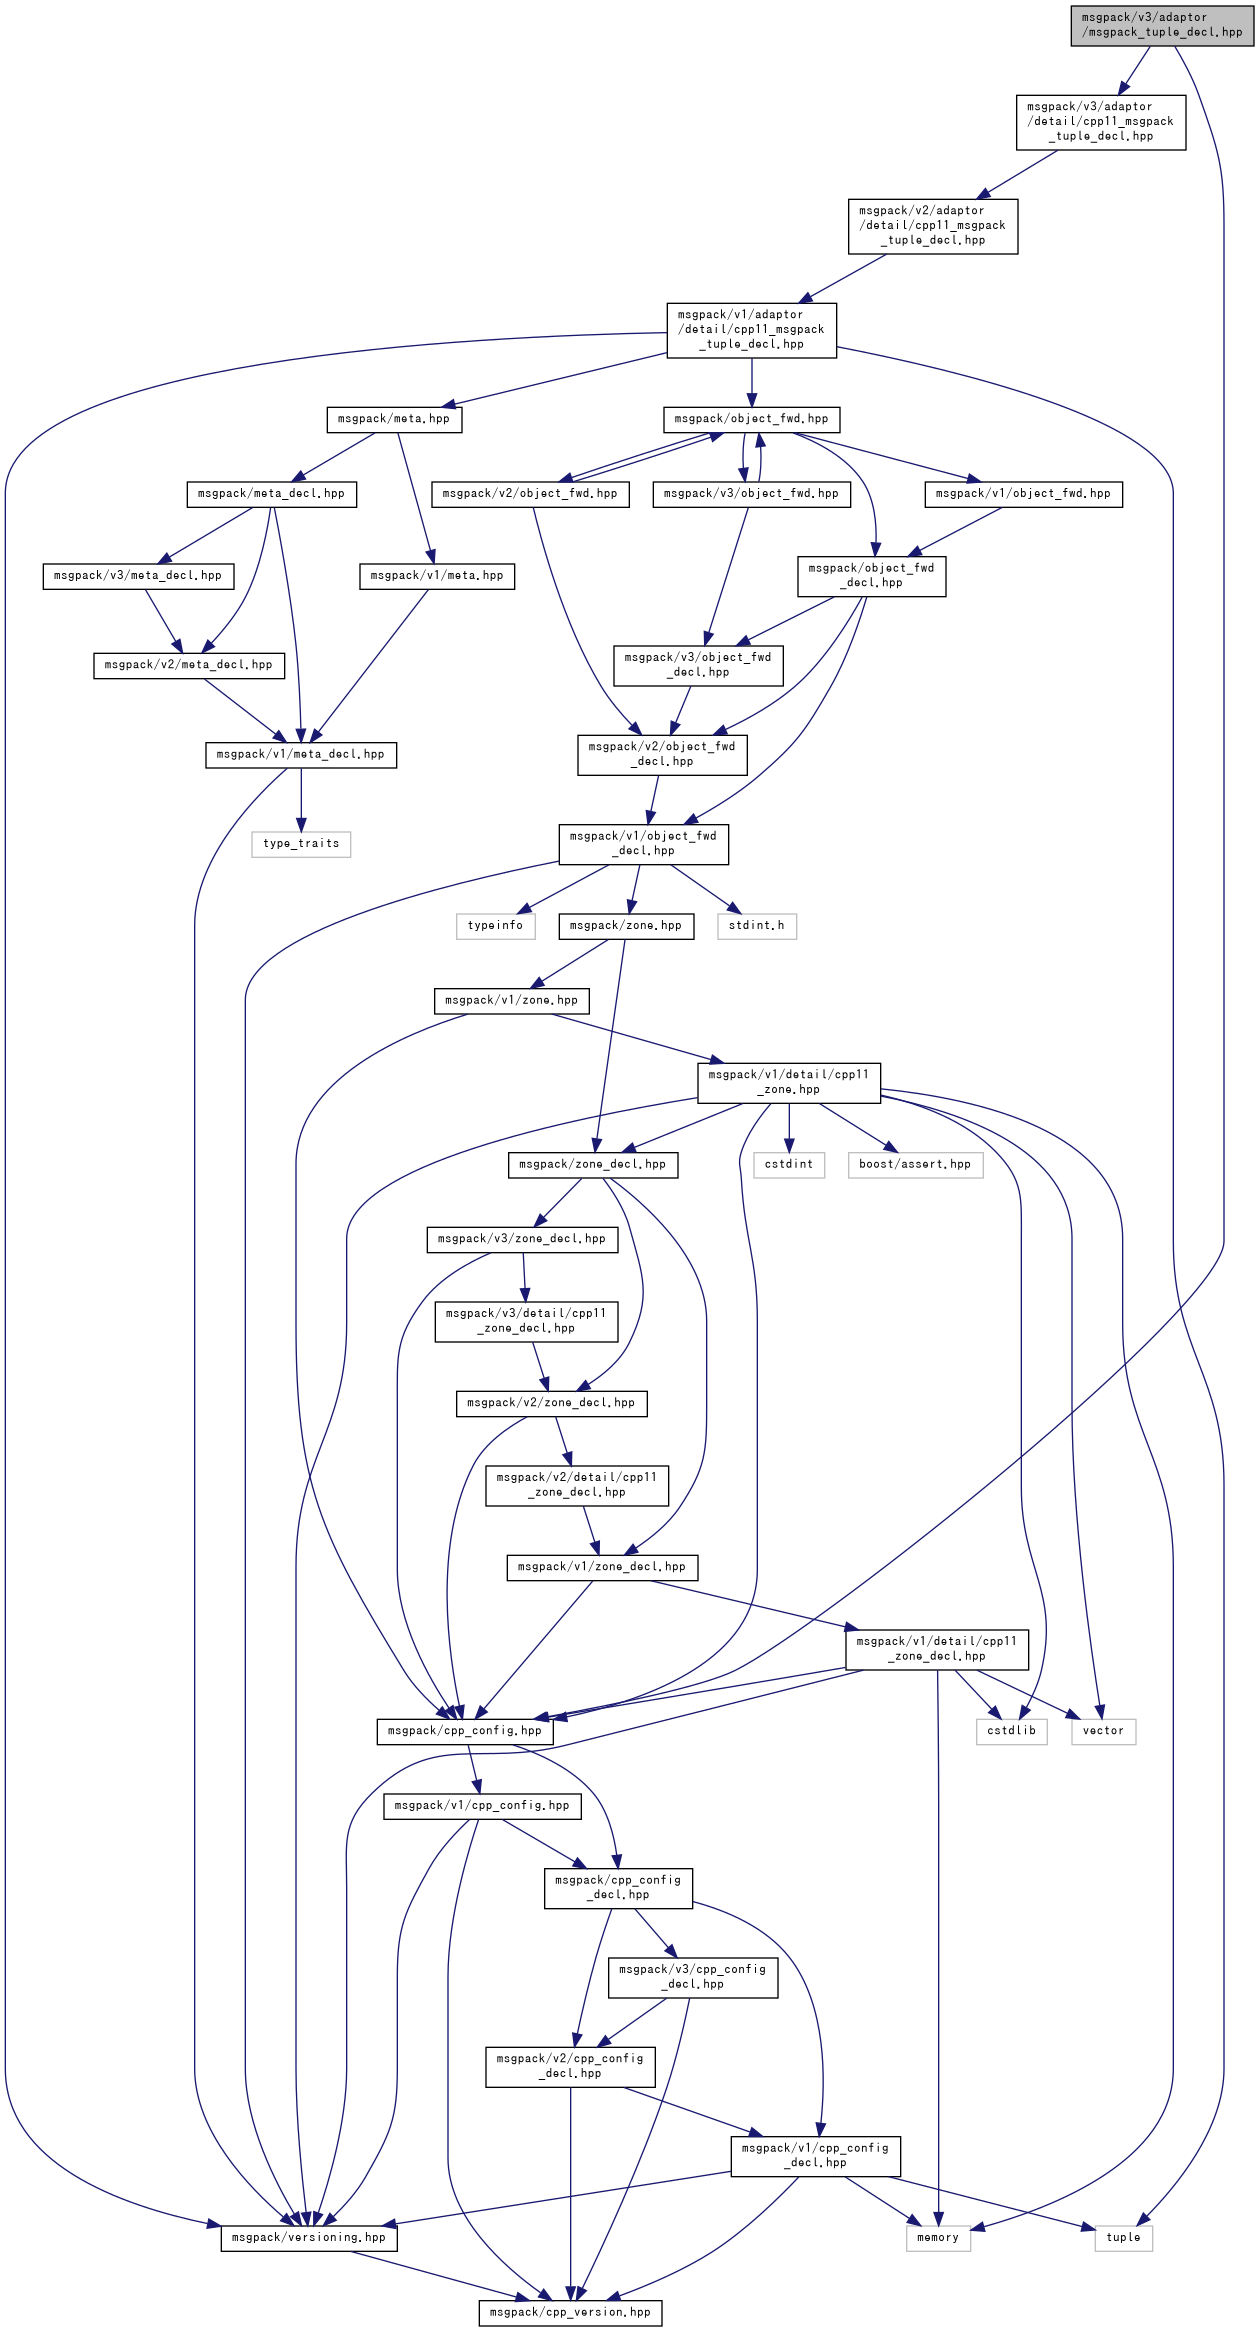 msgpack/v3/adaptor
/msgpack_tuple_decl.hpp
msgpack/v3/adaptor
/detail/cpp11_msgpack
_tuple_decl.hpp
msgpack/v2/adaptor
/detail/cpp11_msgpack
_tuple_decl.hpp
msgpack/v1/adaptor
/detail/cpp11_msgpack
_tuple_decl.hpp
msgpack/meta.hpp
msgpack/object_fwd.hpp
msgpack/meta_decl.hpp
msgpack/v2/object_fwd.hpp
msgpack/v3/object_fwd.hpp
msgpack/v1/object_fwd.hpp
msgpack/v3/meta_decl.hpp
msgpack/v1/meta.hpp
msgpack/object_fwd
_decl.hpp
msgpack/v2/meta_decl.hpp
msgpack/v3/object_fwd
_decl.hpp
msgpack/v1/meta_decl.hpp
msgpack/v2/object_fwd
_decl.hpp
type_traits
msgpack/v1/object_fwd
_decl.hpp
typeinfo
msgpack/zone.hpp
stdint.h
msgpack/v1/zone.hpp
msgpack/v1/detail/cpp11
_zone.hpp
msgpack/zone_decl.hpp
cstdint
boost/assert.hpp
msgpack/v3/zone_decl.hpp
msgpack/v3/detail/cpp11
_zone_decl.hpp
msgpack/v2/zone_decl.hpp
msgpack/v2/detail/cpp11
_zone_decl.hpp
msgpack/v1/zone_decl.hpp
msgpack/v1/detail/cpp11
_zone_decl.hpp
msgpack/cpp_config.hpp
cstdlib
vector
msgpack/v1/cpp_config.hpp
msgpack/cpp_config
_decl.hpp
msgpack/v3/cpp_config
_decl.hpp
msgpack/v2/cpp_config
_decl.hpp
msgpack/v1/cpp_config
_decl.hpp
msgpack/versioning.hpp
memory
tuple
msgpack/cpp_version.hpp